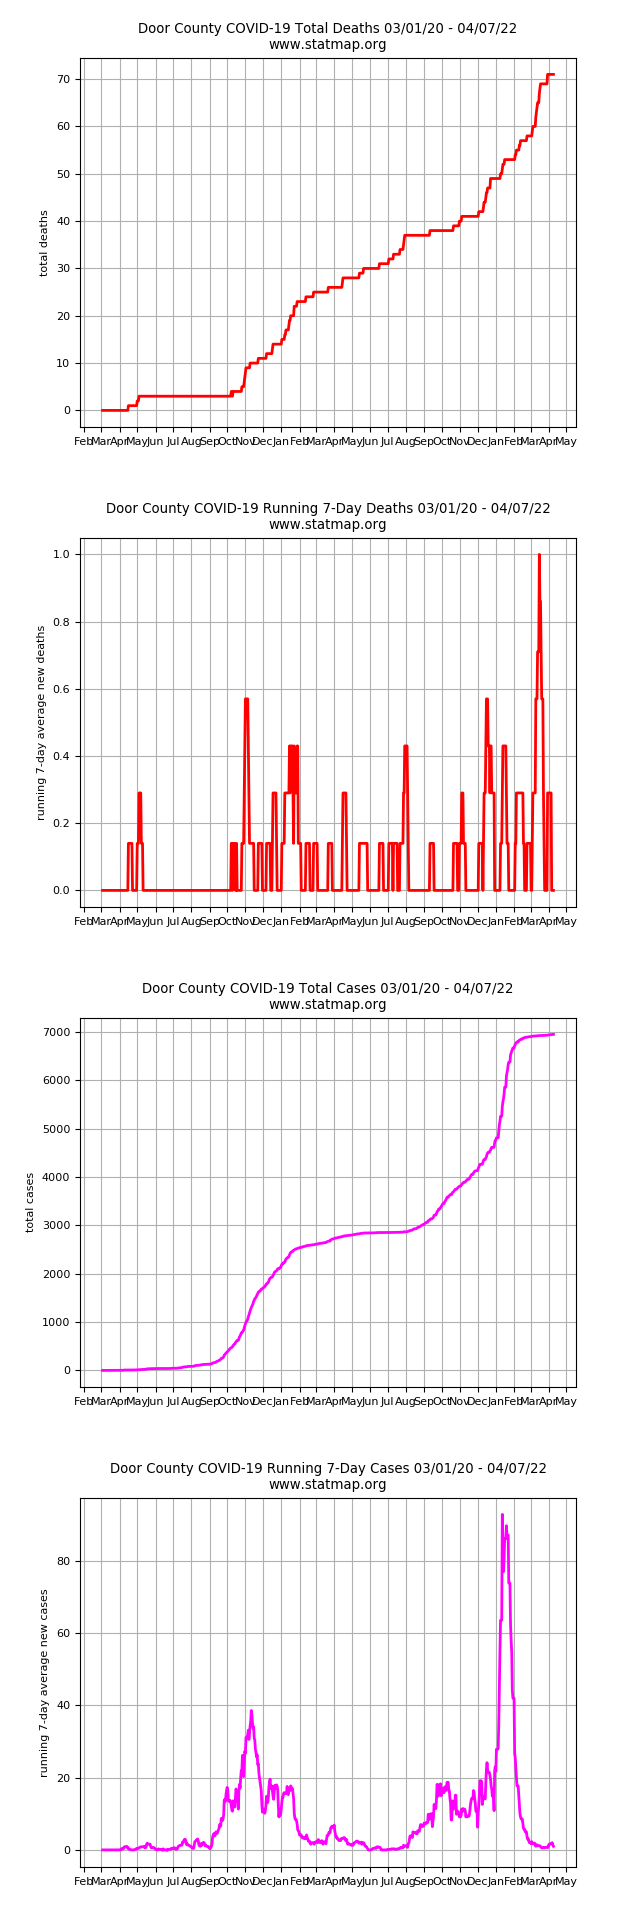 Door County COVID-19 Total Deaths 03/01/20 - 04/07/22
www.statmap.org
70
60
50
40
30
20
10
0
total deaths
Feb Mar Apr May Jun Jul Aug Sep Oct Nov Dec Jan Feb Mar Apr May Jun Jul Aug Sep Oct Nov Dec Jan Feb Mar Apr May
Door County COVID-19 Running 7-Day Deaths 03/01/20 - 04/07/22
www.statmap.org
1.0
0.8
0.6
0.4
0.2
0.0
running 7-day average new deaths
Feb Mar Apr May Jun Jul Aug Sep Oct Nov Dec Jan Feb Mar Apr May Jun Jul Aug Sep Oct Nov Dec Jan Feb Mar Apr May
Door County COVID-19 Total Cases 03/01/20 - 04/07/22
www.statmap.org
7000
6000
5000
4000
3000
2000
1000
0
total cases
Feb Mar Apr May Jun Jul Aug Sep Oct Nov Dec Jan Feb Mar Apr May Jun Jul Aug Sep Oct Nov Dec Jan Feb Mar Apr May
Door County COVID-19 Running 7-Day Cases 03/01/20 - 04/07/22
www.statmap.org
80
60
40
20
0
running 7-day average new cases
Feb Mar Apr May Jun Jul Aug Sep Oct Nov Dec Jan Feb Mar Apr May Jun Jul Aug Sep Oct Nov Dec Jan Feb Mar Apr May